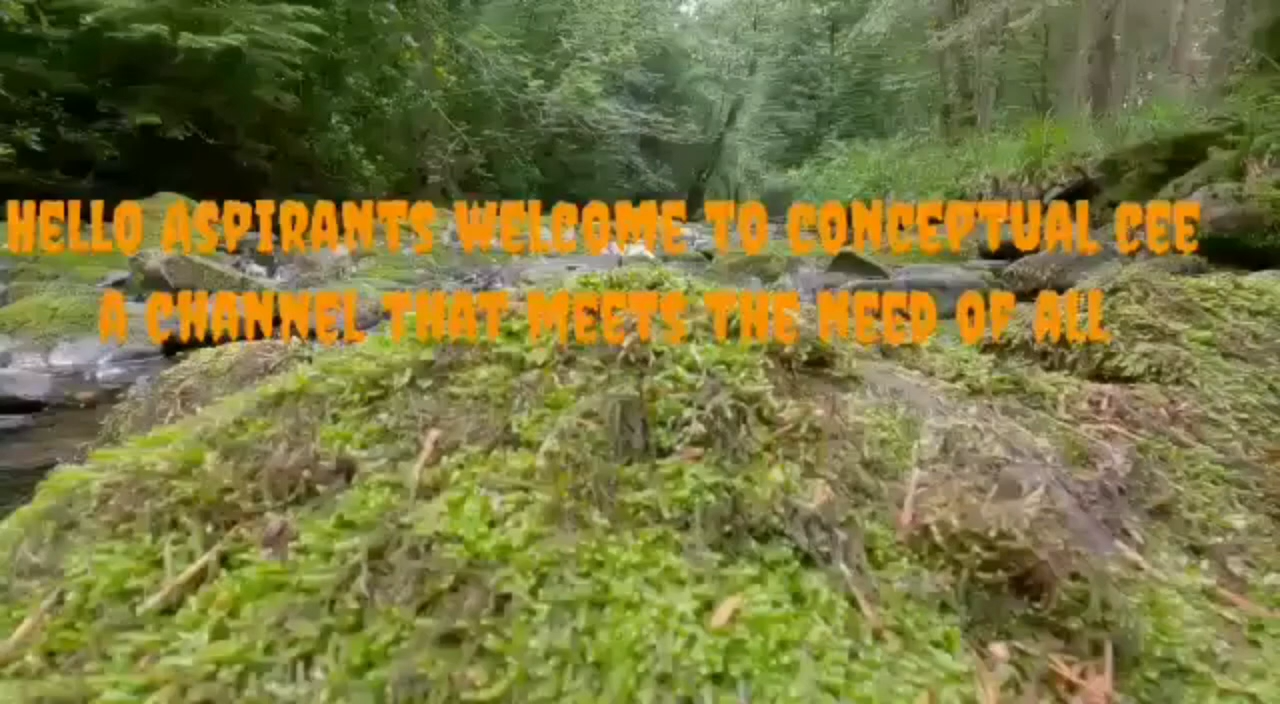 HELLO ASPIRANTS WELCOME TO CONCEPTUAL CEE
A CHANNEL THAT MEETS THE NEED OF ALL